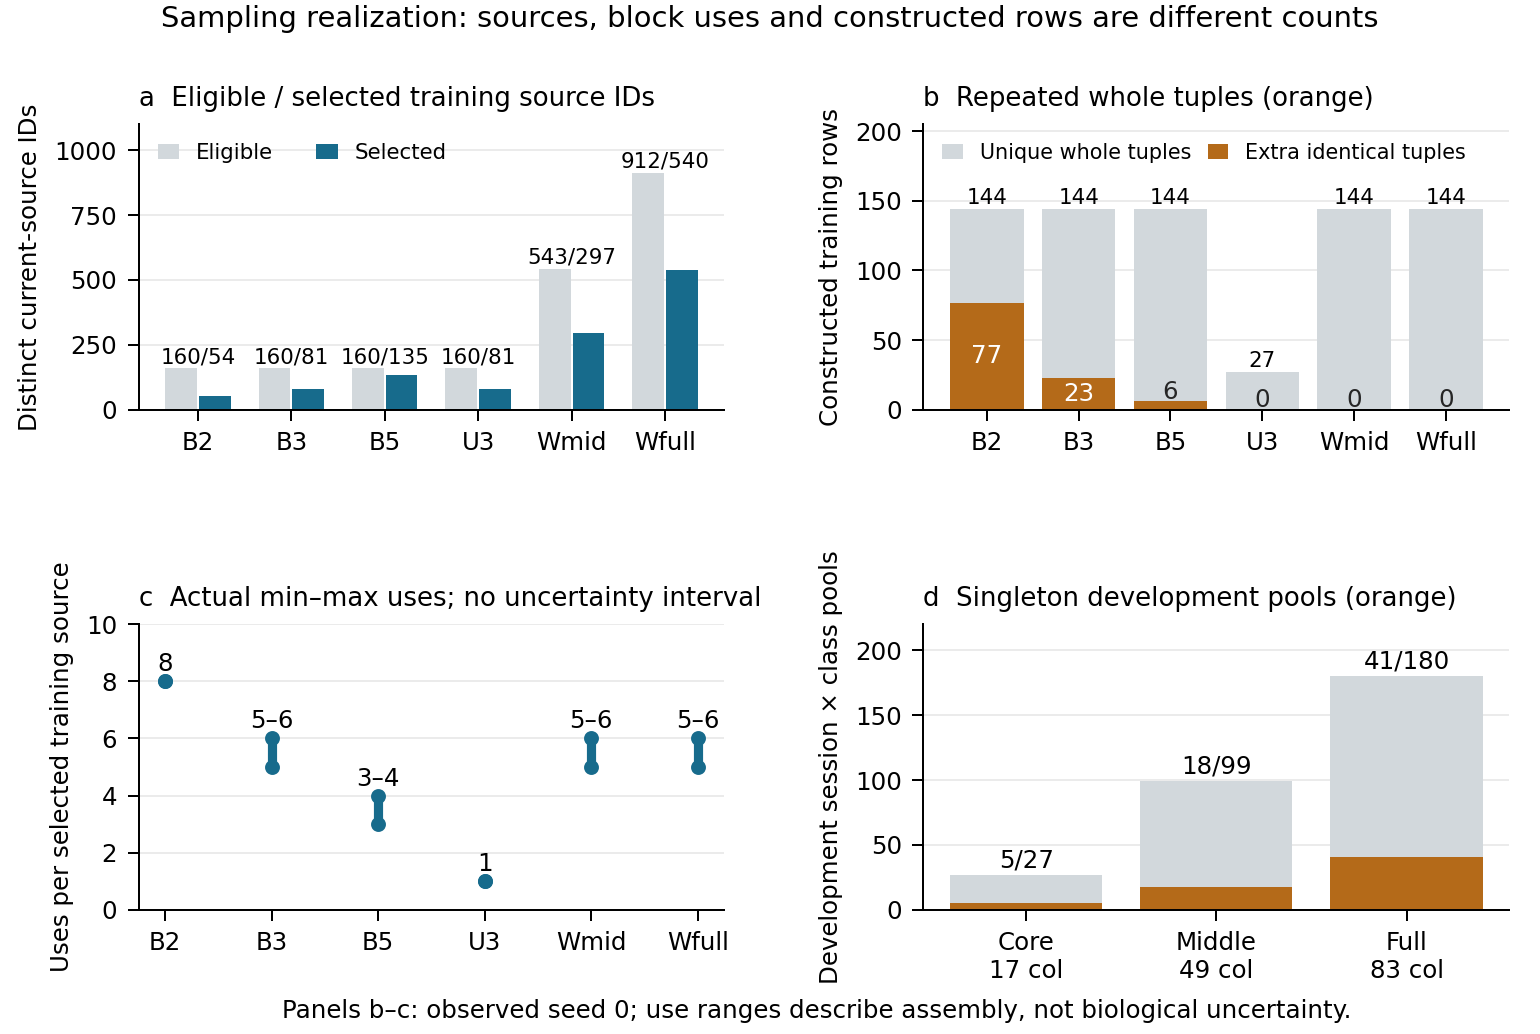 Sampling realization: sources, block uses and constructed rows are different counts
a Eligible / selected training source IDs
Distinct current-source IDs
Eligible
Selected
1000
750
500
250
0
160/54
160/81
160/135
160/81
543/297
912/540
B2
B3
B5
U3
Wmid
Wfull
b Repeated whole tuples (orange)
Constructed training rows
Unique whole tuples
Extra identical tuples
200
150
100
50
0
144
144
144
27
144
144
77
23
6
0
0
0
B2
B3
B5
U3
Wmid
Wfull
c Actual min–max uses; no uncertainty interval
Uses per selected training source
10
8
6
4
2
0
8
5–6
3–4
1
5–6
5–6
B2
B3
B5
U3
Wmid
Wfull
d Singleton development pools (orange)
Development session × class pools
200
150
100
50
0
5/27
18/99
41/180
Core
17 col
Middle
49 col
Full
83 col
Panels b–c: observed seed 0; use ranges describe assembly, not biological uncertainty.